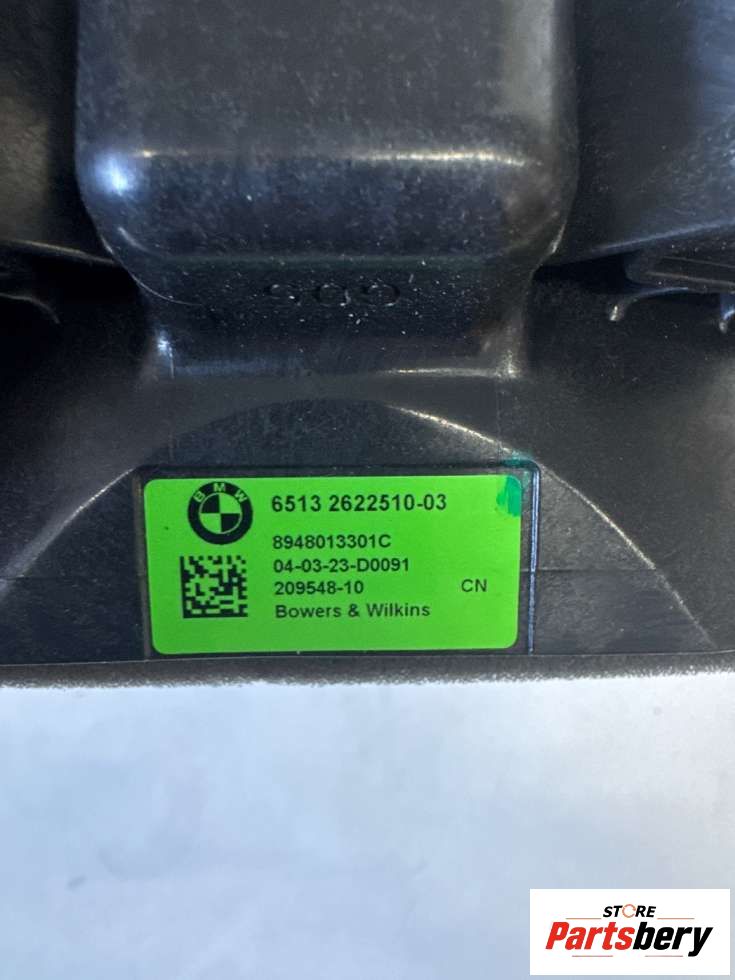 BMW
6513 2622510-03
8948013301C
04-03-23-D0091
209548-10 CN
Bowers & Wilkins
STORE
Partsbery